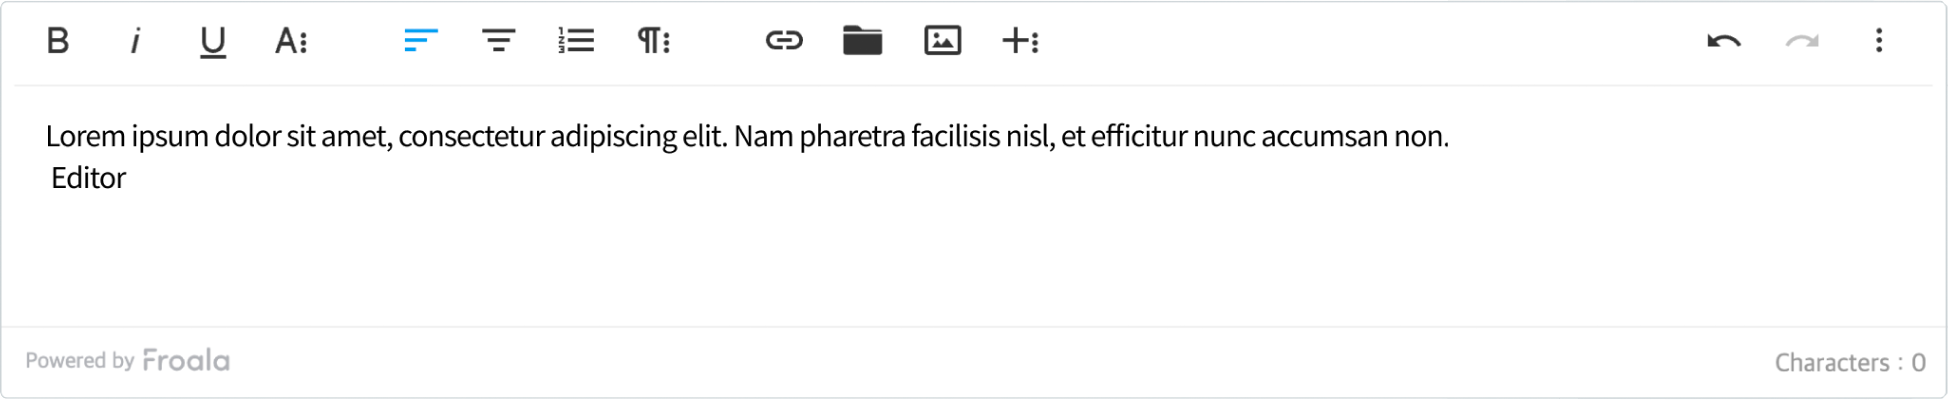 B i U A
Lorem ipsum dolor sit amet, consectetur adipiscing elit. Nam pharetra facilisis nisl, et efficitur nunc accumsan non.
Editor
Powered by Froala
Characters : 0